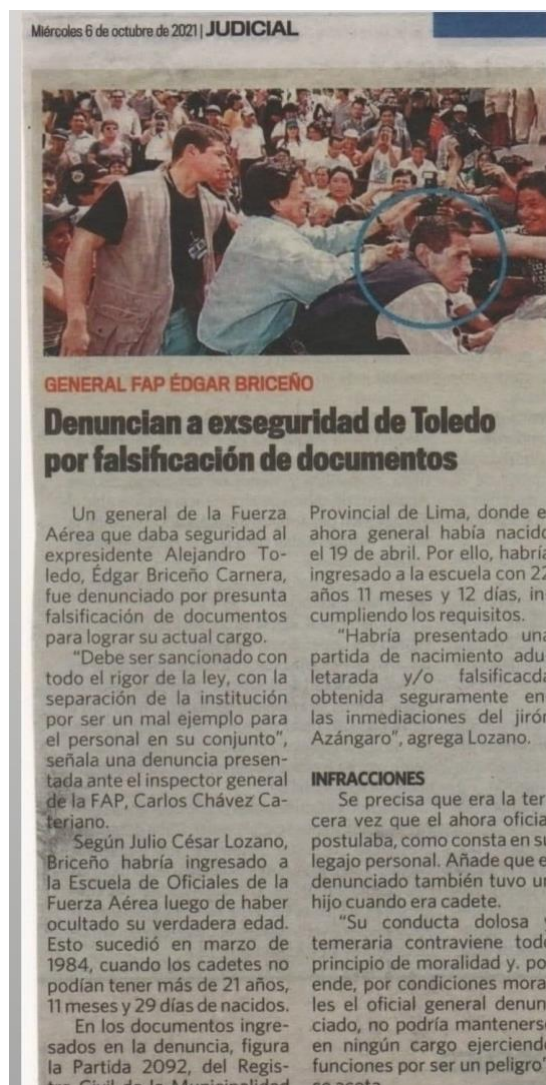 Miércoles 6 de octubre de 2021 | JUDICIAL
GENERAL FAP ÉDGAR BRICEÑO
Denuncian a exseguridad de Toledo
por falsificación de documentos
Un general de la Fuerza
Aérea que daba seguridad al
expresidente Alejandro To-
ledo, Édgar Briceño Carnera,
fue denunciado por presunta
falsificación de documentos
para lograr su actual cargo.
"Debe ser sancionado con
todo el rigor de la ley, con la
separación de la institución
por ser un mal ejemplo para
el personal en su conjunto",
señala una denuncia presen-
tada ante el inspector general
de la FAP, Carlos Chávez Ca-
terjano.
Según Julio César Lozano,
Briceño habría ingresado a
la Escuela de Oficiales de la
Fuerza Aérea luego de haber
ocultado su verdadera edad.
Esto sucedió en marzo de
1984, cuando los cadetes no
podían tener más de 21 años,
11 meses y 29 días de nacidos.
En los documentos ingre-
sados en la denuncia, figura
la Partida 2092, del Regis-
tro Civil de la Municipalidad
Provincial de Lima, donde e
ahora general había nacido
el 19 de abril. Por ello, habría
ingresado a la escuela con 22
años 11 meses y 12 días, in
cumpliendo los requisitos.
"Habría presentado una
partida de nacimiento adu
letarada y/o falsificacda
obtenida seguramente en
las inmediaciones del jirón
Azángaro", agrega Lozano.
INFRACCIONES
Se precisa que era la ter
cera vez que el ahora oficia
postulaba, como consta en su
legajo personal. Añade que e
denunciado también tuvo un
hijo cuando era cadete.
"Su conducta dolosa y
temeraria contraviene todo
principio de moralidad y. po
ende, por condiciones mora
les el oficial general denun
ciado, no podría mantenerse
en ningún cargo ejerciendo
funciones por ser un peligro"